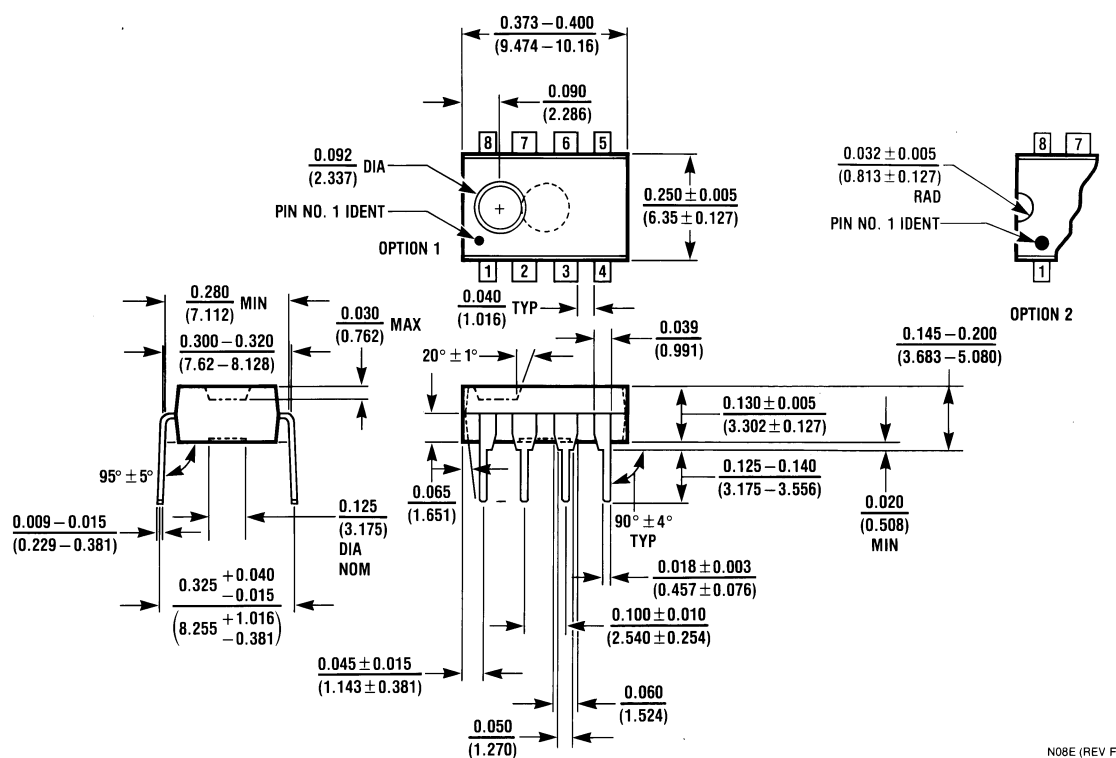 0.373 – 0.400
(9.474 – 10.16)
0.090
(2.286)
8 7 6 5
0.092 DIA
(2.337)
PIN NO. 1 IDENT
OPTION 1
1 2 3 4
0.250 ± 0.005
(6.35 ± 0.127)
0.032 ± 0.005
(0.813 ± 0.127)
RAD
PIN NO. 1 IDENT
8 7
1
OPTION 2
0.280 MIN
(7.112)
0.030 MAX
(0.762)
0.300 – 0.320
(7.62 – 8.128)
0.040 TYP
(1.016)
0.039
(0.991)
20° ± 1°
0.145 – 0.200
(3.683 – 5.080)
0.130 ± 0.005
(3.302 ± 0.127)
95° ± 5°
0.065
(1.651)
0.125 – 0.140
(3.175 – 3.556)
0.020
(0.508)
MIN
90° ± 4°
TYP
0.009 – 0.015
(0.229 – 0.381)
0.125
(3.175)
DIA
NOM
0.018 ± 0.003
(0.457 ± 0.076)
0.325 +0.040
–0.015
(8.255 +1.016
–0.381)
0.100 ± 0.010
(2.540 ± 0.254)
0.045 ± 0.015
(1.143 ± 0.381)
0.060
(1.524)
0.050
(1.270)
N08E (REV F